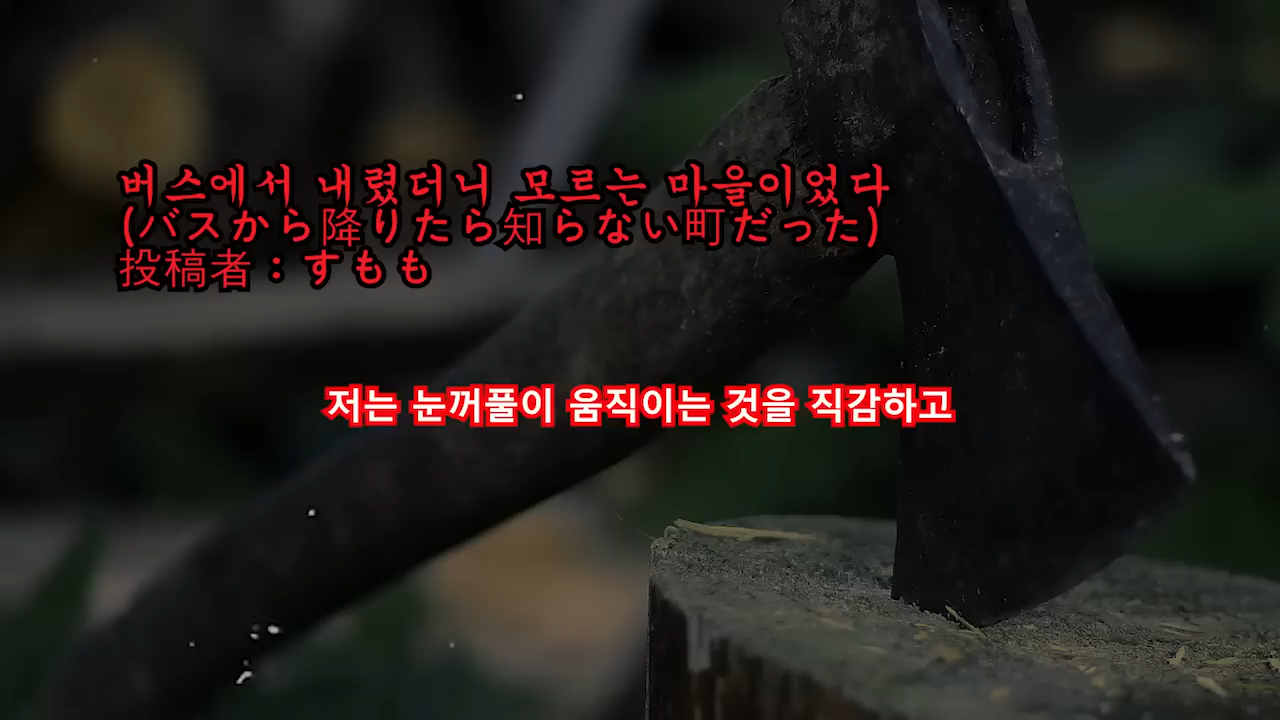 버스에서 내렸더니 모르는 마을이었다
(バスから降りたら知らない町だった)
投稿者：すもも
저는 눈꺼풀이 움직이는 것을 직감하고